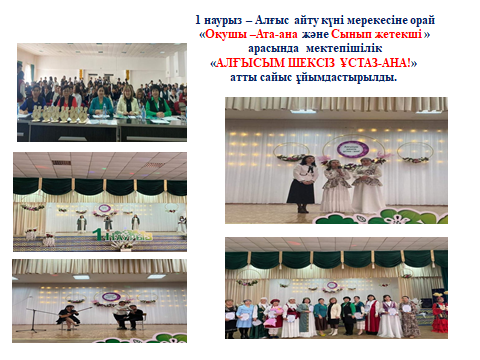 1 наурыз – Алғыс айту күні мерекесіне орай
«Оқушы –Ата-ана және Сынып жетекші »
арасында мектепішілік
«АЛҒЫСЫМ ШЕКСІЗ ҰСТАЗ-АНА!»
атты сайыс ұйымдастырылды.
1